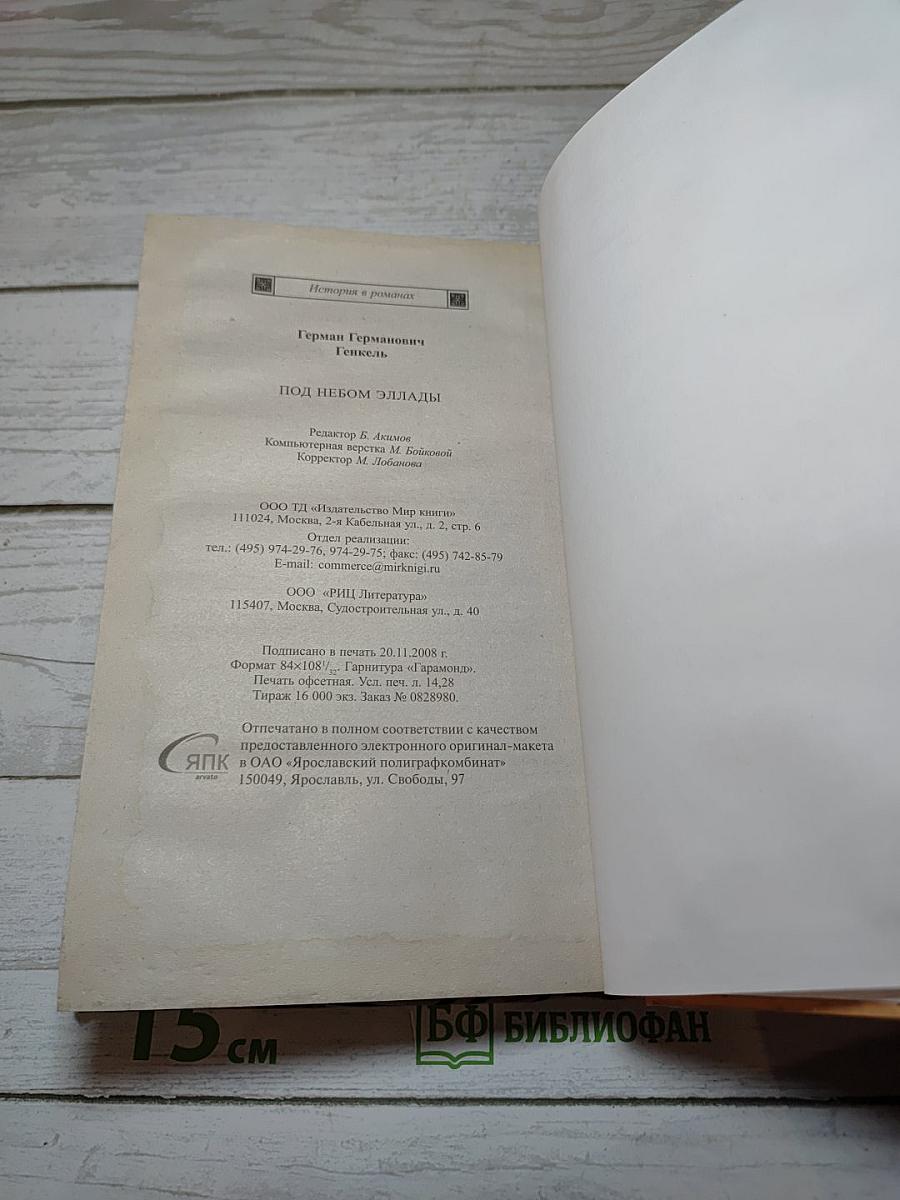 История в романах
Герман Германович
Генкель
ПОД НЕБОМ ЭЛЛАДЫ
Редактор Б. Акимов
Компьютерная верстка М. Бойковой
Корректор М. Лобанова
ООО ТД «Издательство Мир книги»
111024, Москва, 2-я Кабельная ул., д. 2, стр. 6
Отдел реализации:
тел.: (495) 974-29-76, 974-29-75; факс: (495) 742-85-79
E-mail: commerce@mirknigi.ru
ООО «РИЦ Литература»
115407, Москва, Судостроительная ул., д. 40
Подписано в печать 20.11.2008 г.
Формат 84×108 1/32. Гарнитура «Гарамонд».
Печать офсетная. Усл. печ. л. 14,28
Тираж 16 000 экз. Заказ № 0828980.
Отпечатано в полном соответствии с качеством
предоставленного электронного оригинал-макета
в ОАО «Ярославский полиграфкомбинат»
150049, Ярославль, ул. Свободы, 97
ЯПК
arvato
15 см
БФ БИБЛИОФАН